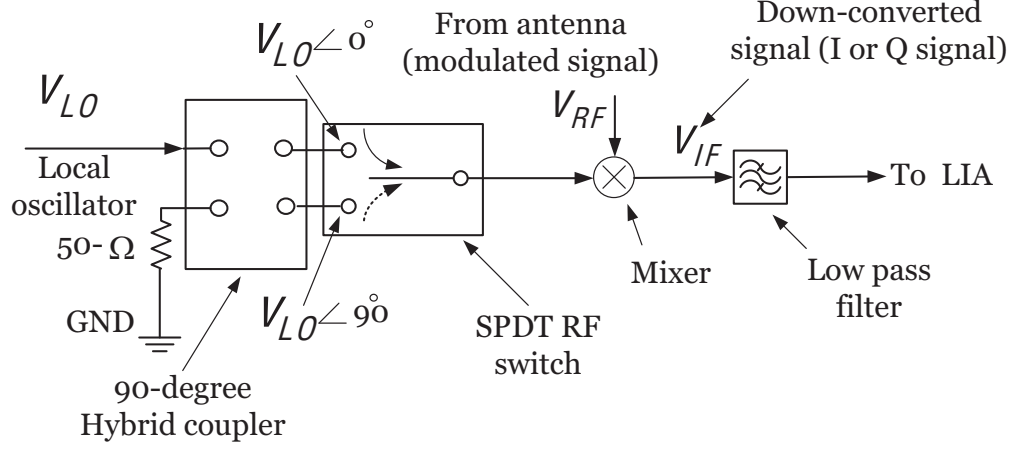 V_LO∠0°
From antenna
(modulated signal)
Down-converted
signal (I or Q signal)
V_LO
V_RF
V_IF
Local
oscillator
50-Ω
To LIA
Mixer
Low pass
filter
GND
V_LO∠90°
SPDT RF
switch
90-degree
Hybrid coupler